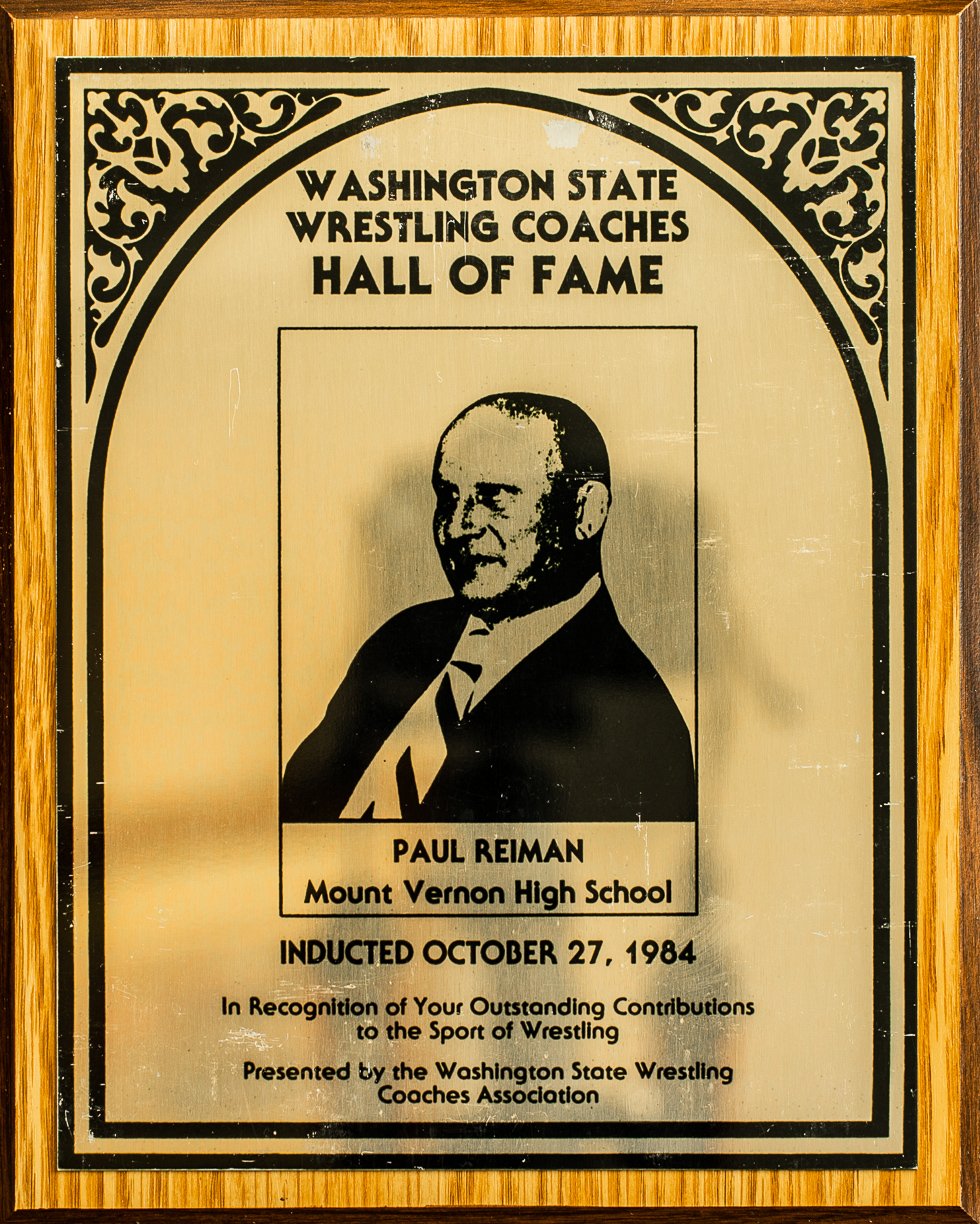 WASHINGTON STATE
WRESTLING COACHES
HALL OF FAME
PAUL REIMAN
Mount Vernon High School
INDUCTED OCTOBER 27, 1984
In Recognition of Your Outstanding Contributions
to the Sport of Wrestling
Presented by the Washington State Wrestling
Coaches Association